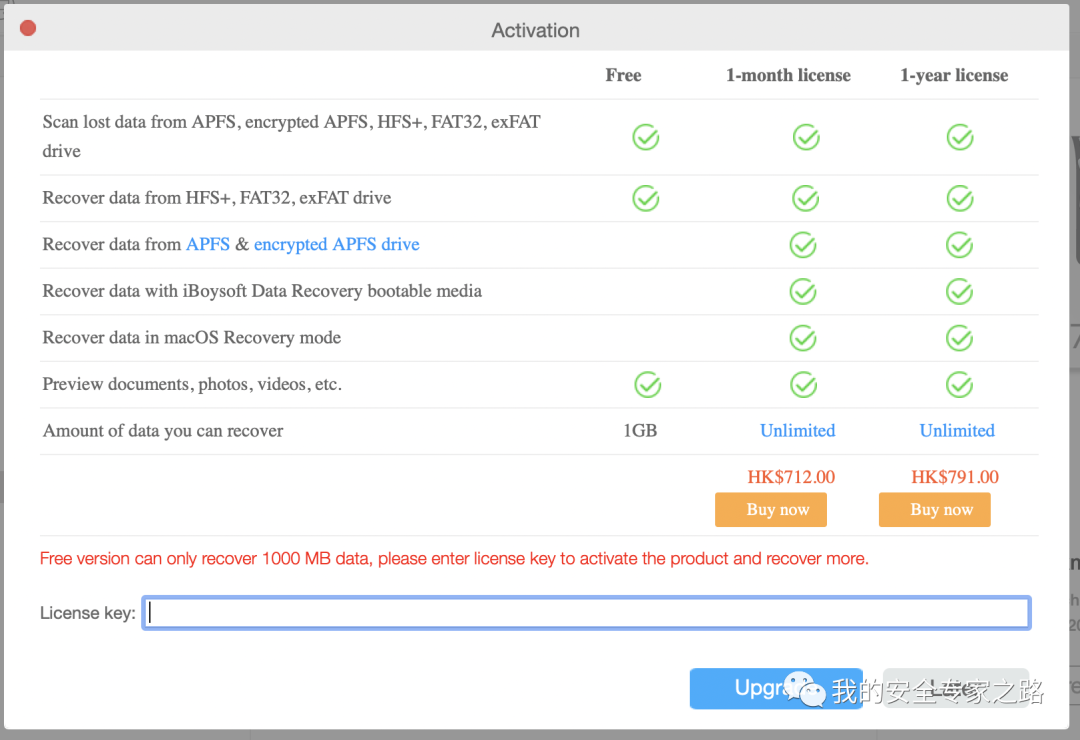 Activation
Free 1-month license 1-year license
Scan lost data from APFS, encrypted APFS, HFS+, FAT32, exFAT
drive
Recover data from HFS+, FAT32, exFAT drive
Recover data from APFS & encrypted APFS drive
Recover data with iBoysoft Data Recovery bootable media
Recover data in macOS Recovery mode
Preview documents, photos, videos, etc.
Amount of data you can recover 1GB Unlimited Unlimited
HK$712.00 HK$791.00
Buy now Buy now
Free version can only recover 1000 MB data, please enter license key to activate the product and recover more.
License key:
我的安全专家之路